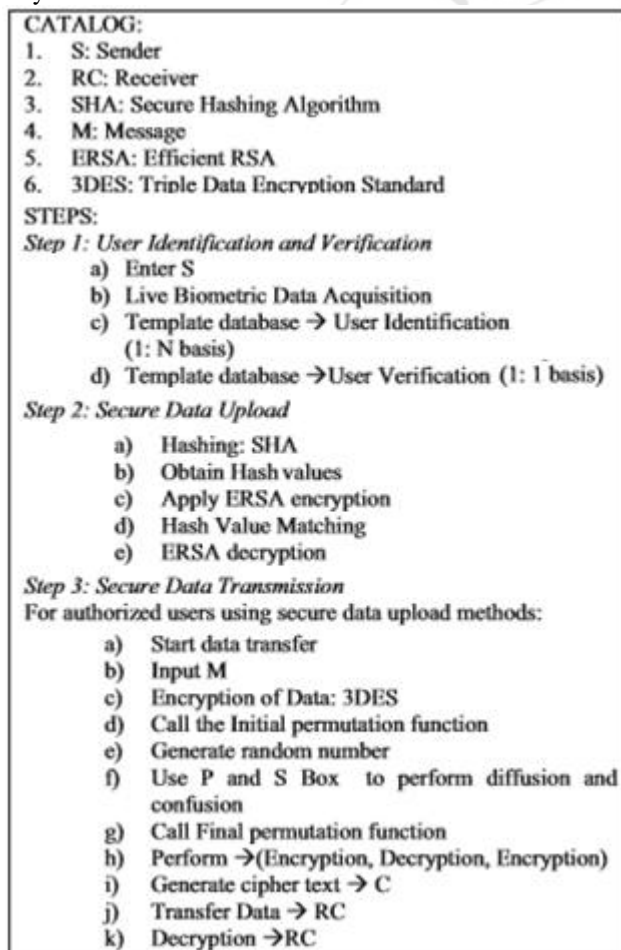 CATALOG:
1. S: Sender
2. RC: Receiver
3. SHA: Secure Hashing Algorithm
4. M: Message
5. ERSA: Efficient RSA
6. 3DES: Triple Data Encryption Standard
STEPS:
Step 1: User Identification and Verification
a) Enter S
b) Live Biometric Data Acquisition
c) Template database → User Identification
(1: N basis)
d) Template database →User Verification (1: 1 basis)
Step 2: Secure Data Upload
a) Hashing: SHA
b) Obtain Hash values
c) Apply ERSA encryption
d) Hash Value Matching
e) ERSA decryption
Step 3: Secure Data Transmission
For authorized users using secure data upload methods:
a) Start data transfer
b) Input M
c) Encryption of Data: 3DES
d) Call the Initial permutation function
e) Generate random number
f) Use P and S Box to perform diffusion and
confusion
g) Call Final permutation function
h) Perform →(Encryption, Decryption, Encryption)
i) Generate cipher text → C
j) Transfer Data → RC
k) Decryption →RC